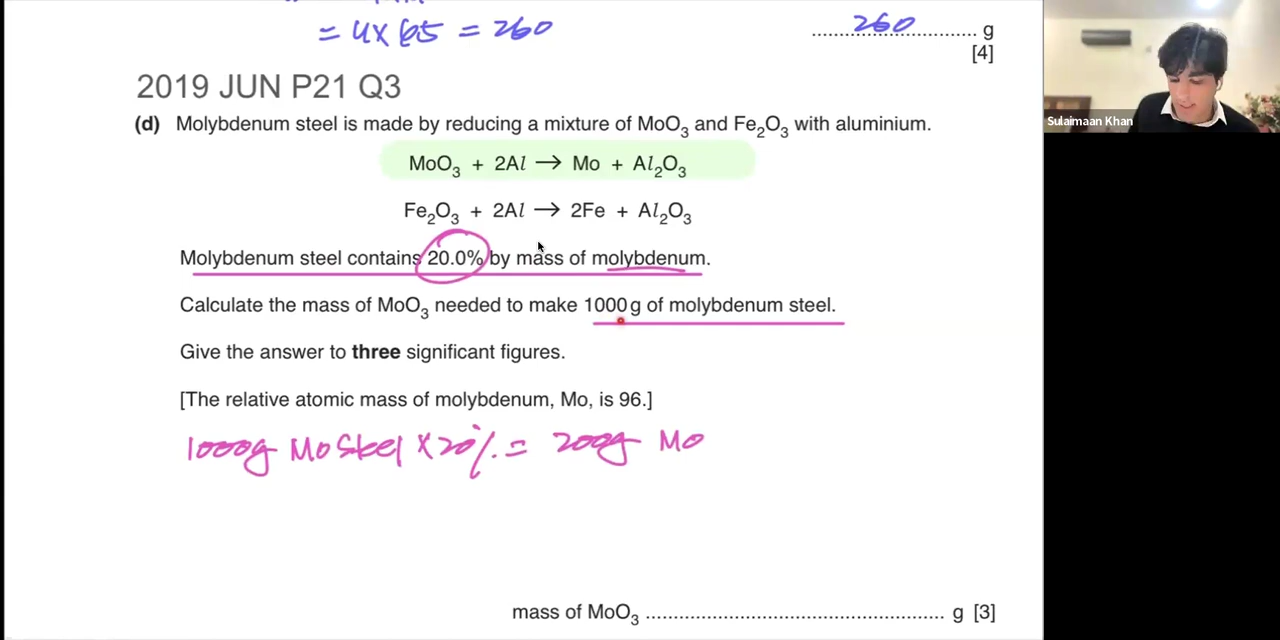 = 4 x 65 = 260
260 g
[4]
2019 JUN P21 Q3
(d) Molybdenum steel is made by reducing a mixture of MoO₃ and Fe₂O₃ with aluminium.
Sulaimaan Khan
MoO₃ + 2Al → Mo + Al₂O₃
Fe₂O₃ + 2Al → 2Fe + Al₂O₃
Molybdenum steel contains 20.0% by mass of molybdenum.
Calculate the mass of MoO₃ needed to make 1000 g of molybdenum steel.
Give the answer to three significant figures.
[The relative atomic mass of molybdenum, Mo, is 96.]
1000g Mo Steel x 20% = 200g Mo
mass of MoO₃ .................................................. g [3]